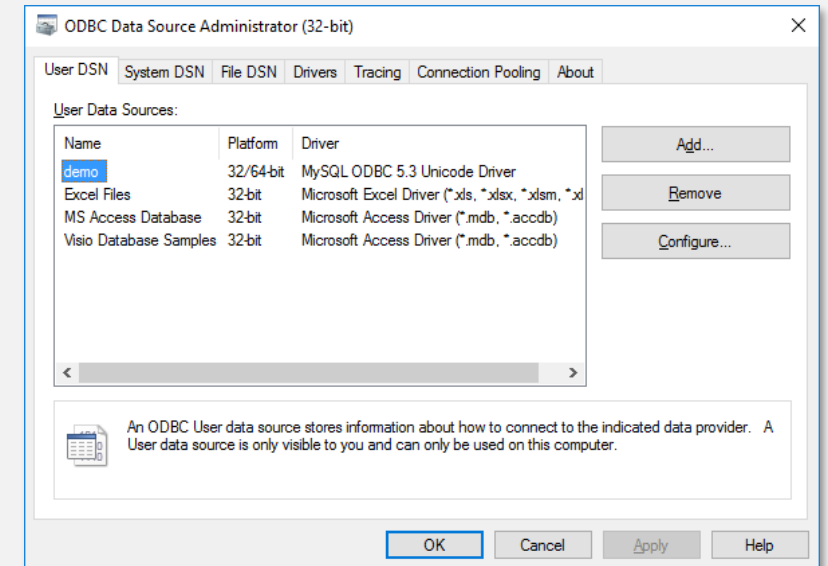 ODBC Data Source Administrator (32-bit)
User DSN System DSN File DSN Drivers Tracing Connection Pooling About
User Data Sources:
Name Platform Driver
demo 32/64-bit MySQL ODBC 5.3 Unicode Driver
Excel Files 32-bit Microsoft Excel Driver (*.xls, *.xlsx, *.xlsm, *.xl
MS Access Database 32-bit Microsoft Access Driver (*.mdb, *.accdb)
Visio Database Samples 32-bit Microsoft Access Driver (*.mdb, *.accdb)
Add...
Remove
Configure...
An ODBC User data source stores information about how to connect to the indicated data provider. A
User data source is only visible to you and can only be used on this computer.
OK Cancel Apply Help